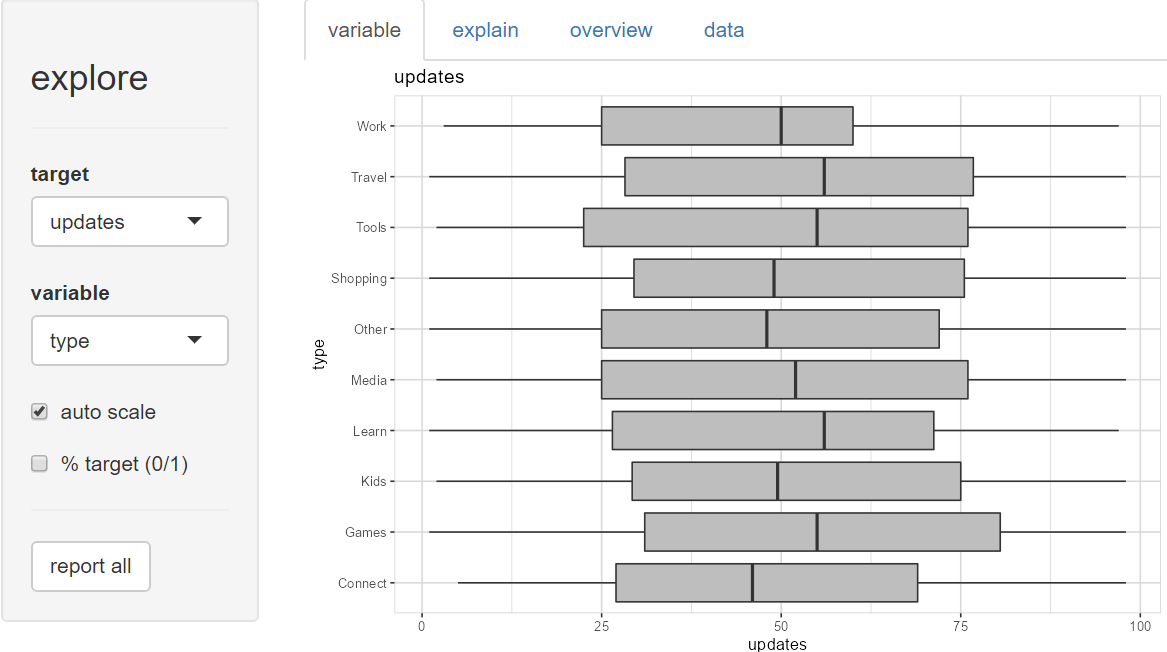 explore
target
updates
variable
type
auto scale
% target (0/1)
report all
variable explain overview data
updates
type
Work
Travel
Tools
Shopping
Other
Media
Learn
Kids
Games
Connect
0 25 50 75 100
updates